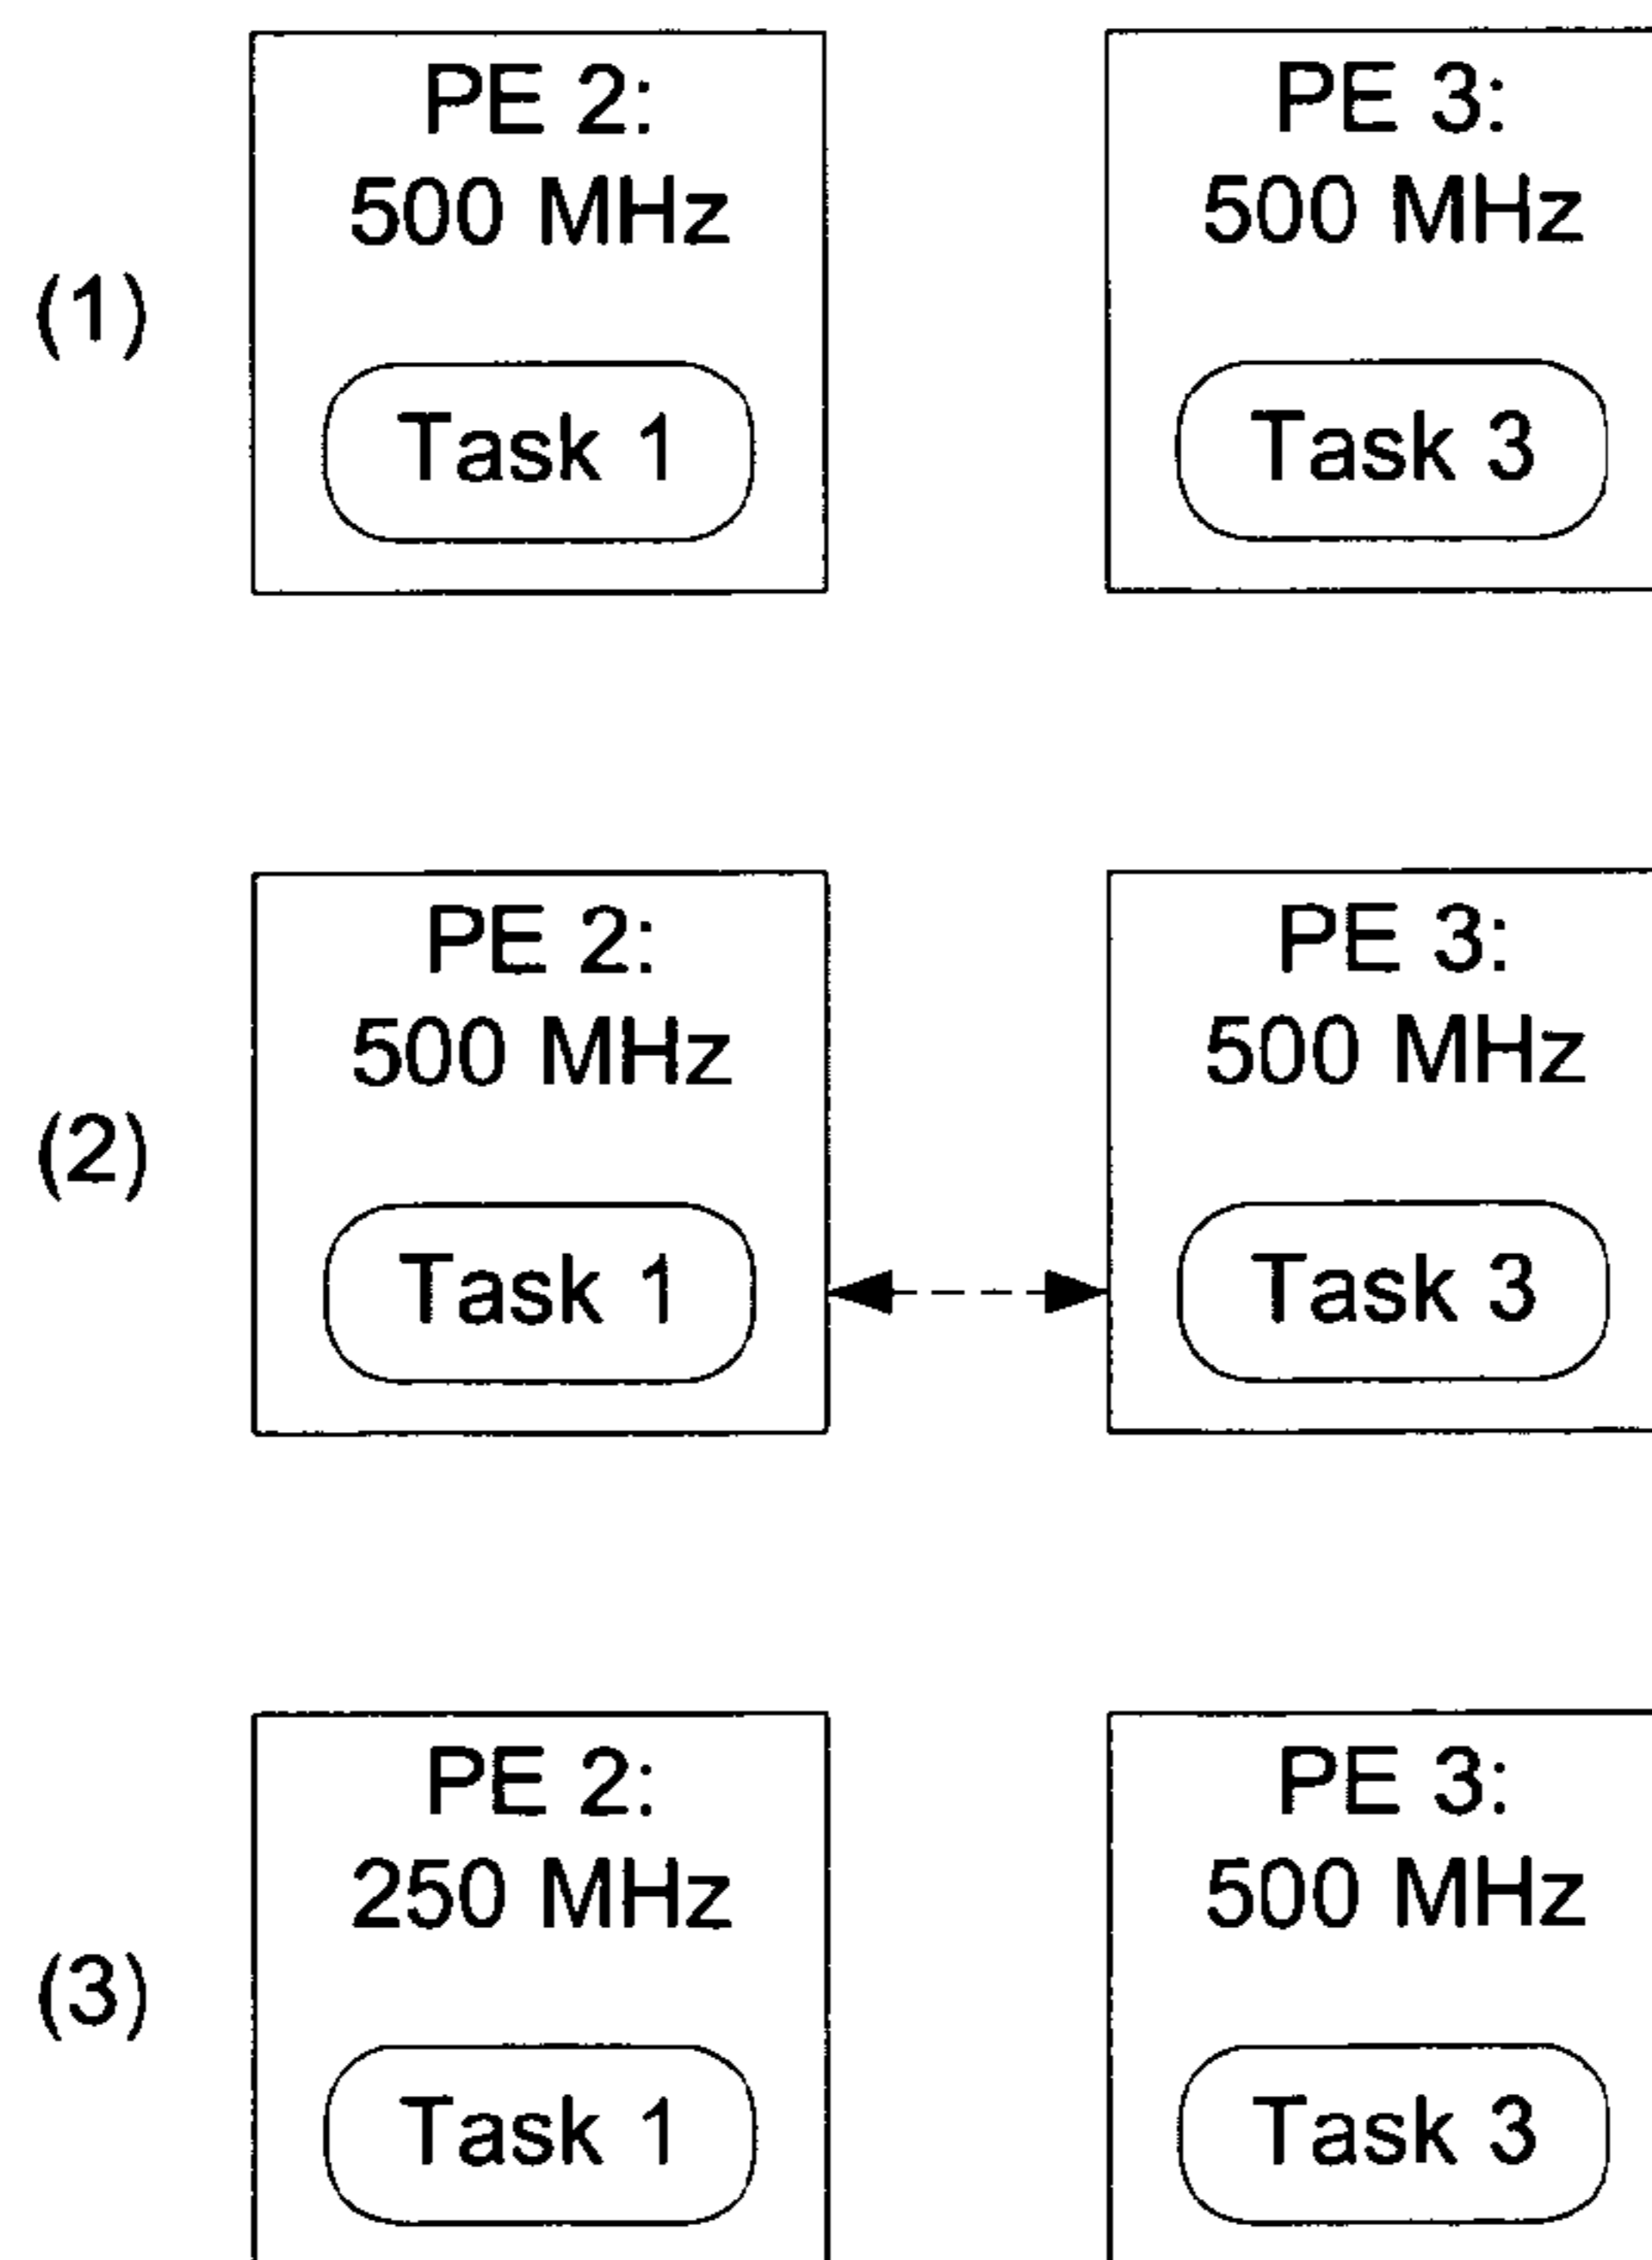 (1)
PE 2:
500 MHz
Task 1
PE 3:
500 MHz
Task 3
(2)
PE 2:
500 MHz
Task 1
PE 3:
500 MHz
Task 3
(3)
PE 2:
250 MHz
Task 1
PE 3:
500 MHz
Task 3